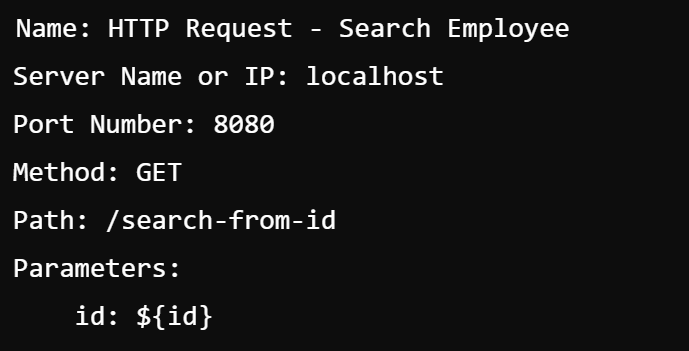 Name: HTTP Request - Search Employee
Server Name or IP: localhost
Port Number: 8080
Method: GET
Path: /search-from-id
Parameters:
    id: ${id}